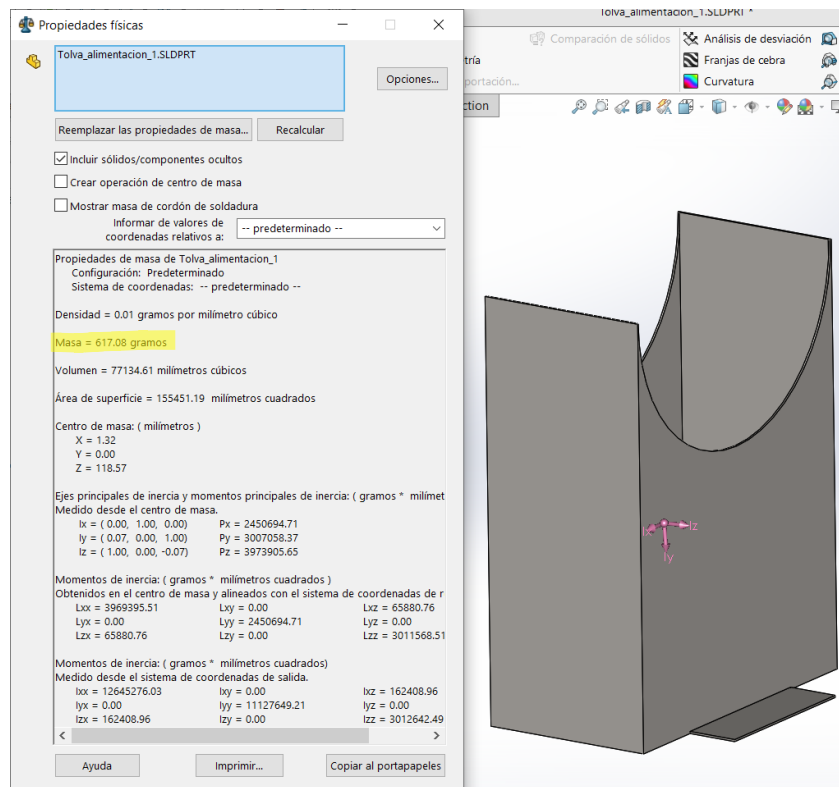 Propiedades físicas
Tolva_alimentacion_1.SLDPRT
Opciones...
Reemplazar las propiedades de masa...
Recalcular
Incluir sólidos/componentes ocultos
Crear operación de centro de masa
Mostrar masa de cordón de soldadura
Informar de valores de
coordenadas relativos a:
-- predeterminado --
Propiedades de masa de Tolva_alimentacion_1
Configuración: Predeterminado
Sistema de coordenadas: -- predeterminado --
Densidad = 0.01 gramos por milímetro cúbico
Masa = 617.08 gramos
Volumen = 77134.61 milímetros cúbicos
Área de superficie = 155451.19 milímetros cuadrados
Centro de masa: ( milímetros )
X = 1.32
Y = 0.00
Z = 118.57
Ejes principales de inercia y momentos principales de inercia: ( gramos * milímet
Medido desde el centro de masa.
Ix = ( 0.00, 1.00, 0.00) Px = 2450694.71
Iy = ( 0.07, 0.00, 1.00) Py = 3007058.37
Iz = ( 1.00, 0.00, -0.07) Pz = 3973905.65
Momentos de inercia: ( gramos * milímetros cuadrados )
Obtenidos en el centro de masa y alineados con el sistema de coordenadas de r
Lxx = 3969395.51 Lxy = 0.00 Lxz = 65880.76
Lyx = 0.00 Lyy = 2450694.71 Lyz = 0.00
Lzx = 65880.76 Lzy = 0.00 Lzz = 3011568.51
Momentos de inercia: ( gramos * milímetros cuadrados)
Medido desde el sistema de coordenadas de salida.
Ixx = 12645276.03 Ixy = 0.00 Ixz = 162408.96
Iyx = 0.00 Iyy = 11127649.21 Iyz = 0.00
Izx = 162408.96 Izy = 0.00 Izz = 3012642.49
Ayuda
Imprimir...
Copiar al portapapeles
Tolva_alimentacion_1.SLDPRT *
Comparación de sólidos
Análisis de desviación
tría
Franjas de cebra
portación...
Curvatura
ction
Ix
Iz
Iy